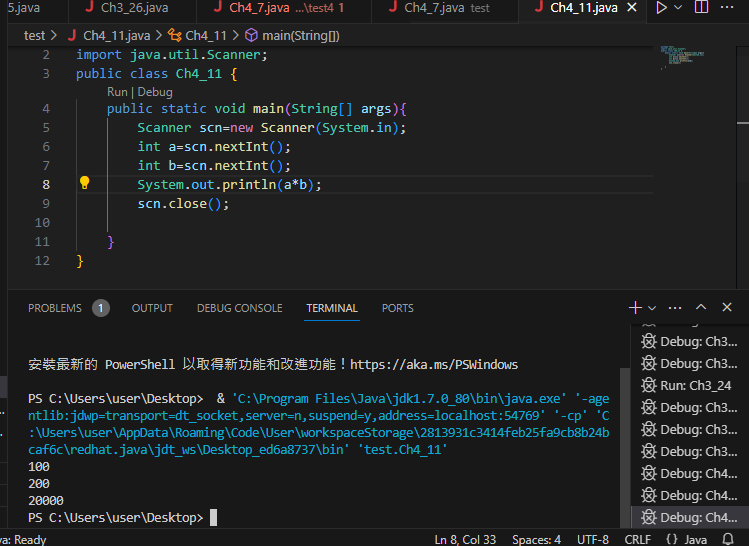 5.java Ch3_26.java Ch4_7.java ...\test4 1 Ch4_7.java test Ch4_11.java
test > Ch4_11.java > Ch4_11 > main(String[])
2 import java.util.Scanner;
3 public class Ch4_11 {
Run | Debug
4 public static void main(String[] args){
5 Scanner scn=new Scanner(System.in);
6 int a=scn.nextInt();
7 int b=scn.nextInt();
8 System.out.println(a*b);
9 scn.close();
10
11 }
12 }
PROBLEMS 1 OUTPUT DEBUG CONSOLE TERMINAL PORTS
安裝最新的 PowerShell 以取得新功能和改進功能！https://aka.ms/PSWindows
PS C:\Users\user\Desktop> & 'C:\Program Files\Java\jdk1.7.0_80\bin\java.exe' '-age
ntlib:jdwp=transport=dt_socket,server=n,suspend=y,address=localhost:54769' '-cp' 'C
:\Users\user\AppData\Roaming\Code\User\workspaceStorage\2813931c3414feb25fa9cb8b24b
caf6c\redhat.java\jdt_ws\Desktop_ed6a8737\bin' 'test.Ch4_11'
100
200
20000
PS C:\Users\user\Desktop>
Debug: Ch3...
Debug: Ch3...
Run: Ch3_24
Debug: Ch3...
Debug: Ch3...
Debug: Ch3...
Debug: Ch4...
Debug: Ch4...
Debug: Ch4...
va: Ready Ln 8, Col 33 Spaces: 4 UTF-8 CRLF {} Java